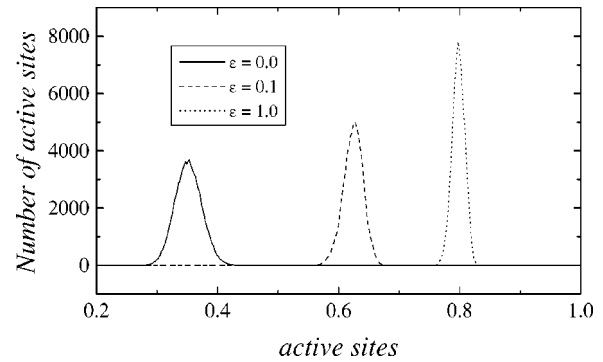 Number of active sites
8000
6000
4000
2000
0
ε = 0.0
ε = 0.1
ε = 1.0
0.2 0.4 0.6 0.8 1.0
active sites